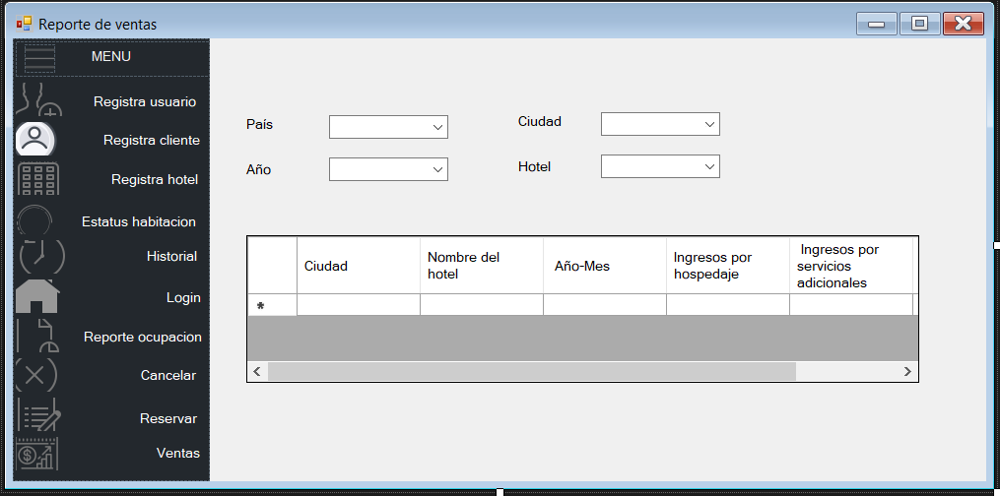 Reporte de ventas
MENU
Registra usuario
Registra cliente
Registra hotel
Estatus habitacion
Historial
Login
Reporte ocupacion
Cancelar
Reservar
Ventas
País
Ciudad
Año
Hotel
Ciudad
Nombre del
hotel
Año-Mes
Ingresos por
hospedaje
Ingresos por
servicios
adicionales
*